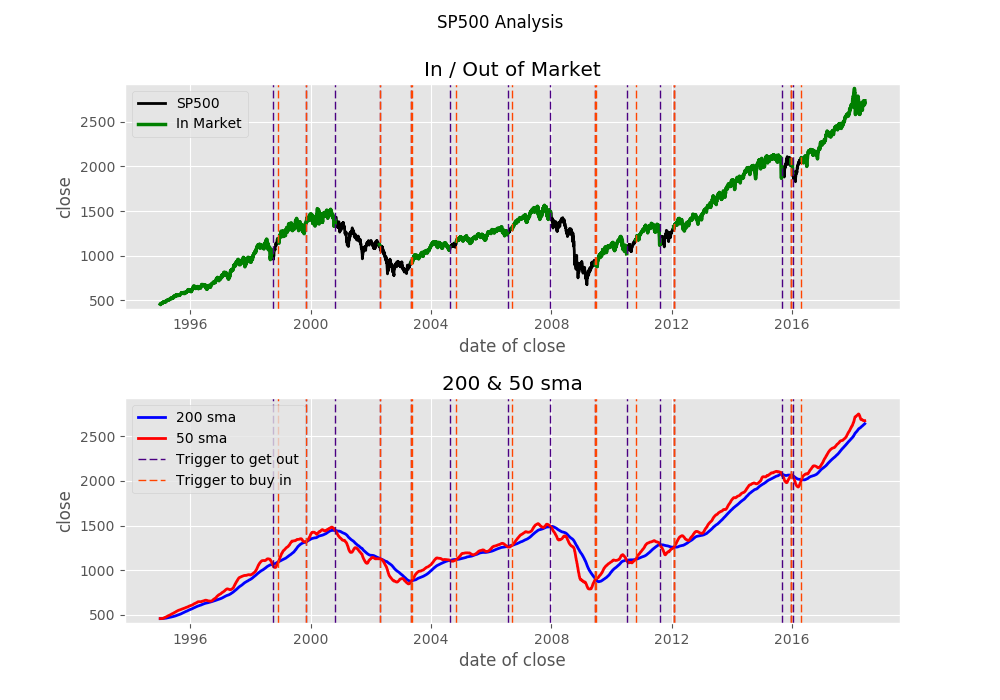 SP500 Analysis
In / Out of Market
SP500
In Market
2500
2000
1500
1000
500
close
1996 2000 2004 2008 2012 2016
date of close
200 & 50 sma
200 sma
50 sma
Trigger to get out
Trigger to buy in
2500
2000
1500
1000
500
close
1996 2000 2004 2008 2012 2016
date of close